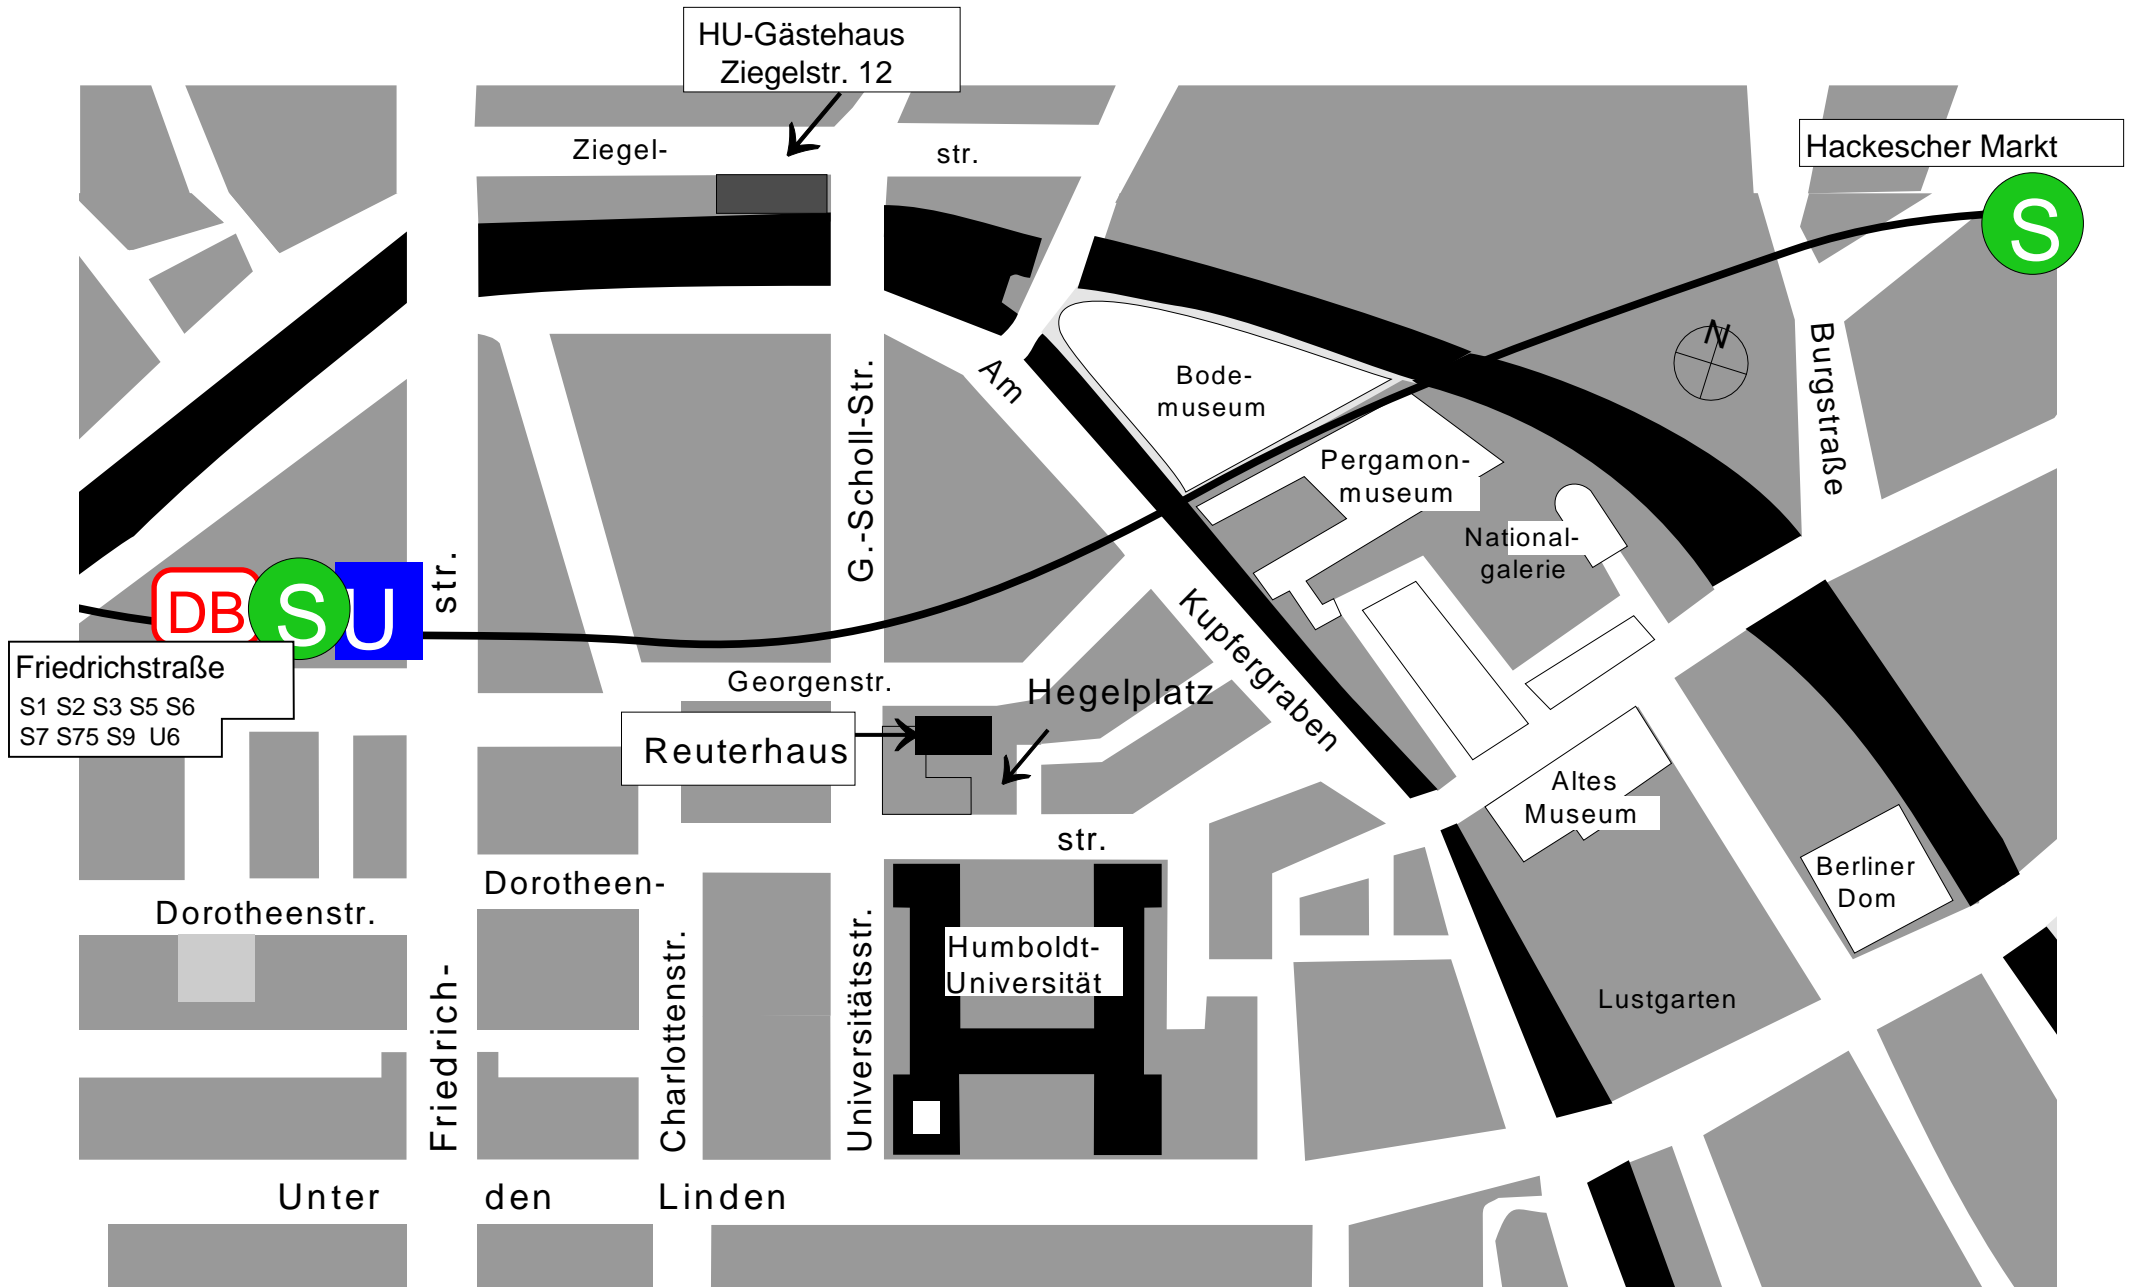 HU-Gästehaus
Ziegelstr. 12
Ziegel-
str.
Hackescher Markt
S
N
Burgstraße
Am
Kupfergraben
Bode-
museum
Pergamon-
museum
National-
galerie
G.-Scholl-Str.
str.
DB
S
U
Friedrichstraße
S1 S2 S3 S5 S6
S7 S75 S9 U6
Georgenstr.
Hegelplatz
Reuterhaus
Altes
Museum
Berliner
Dom
str.
Dorotheen-
Dorotheenstr.
Friedrich-
Charlottenstr.
Universitätsstr.
Humboldt-
Universität
Lustgarten
Unter den Linden